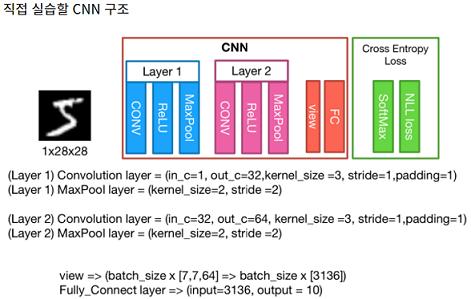 직접 실습할 CNN 구조
CNN
Cross Entropy
Loss
Layer 1
Layer 2
CONV
ReLU
MaxPool
CONV
ReLU
MaxPool
view
FC
SoftMax
NLL loss
1x28x28
(Layer 1) Convolution layer = (in_c=1, out_c=32,kernel_size =3, stride=1,padding=1)
(Layer 1) MaxPool layer = (kernel_size=2, stride =2)
(Layer 2) Convolution layer = (in_c=32, out_c=64, kernel_size =3, stride=1,padding=1)
(Layer 2) MaxPool layer = (kernel_size=2, stride =2)
view => (batch_size x [7,7,64] => batch_size x [3136])
Fully_Connect layer => (input=3136, output = 10)